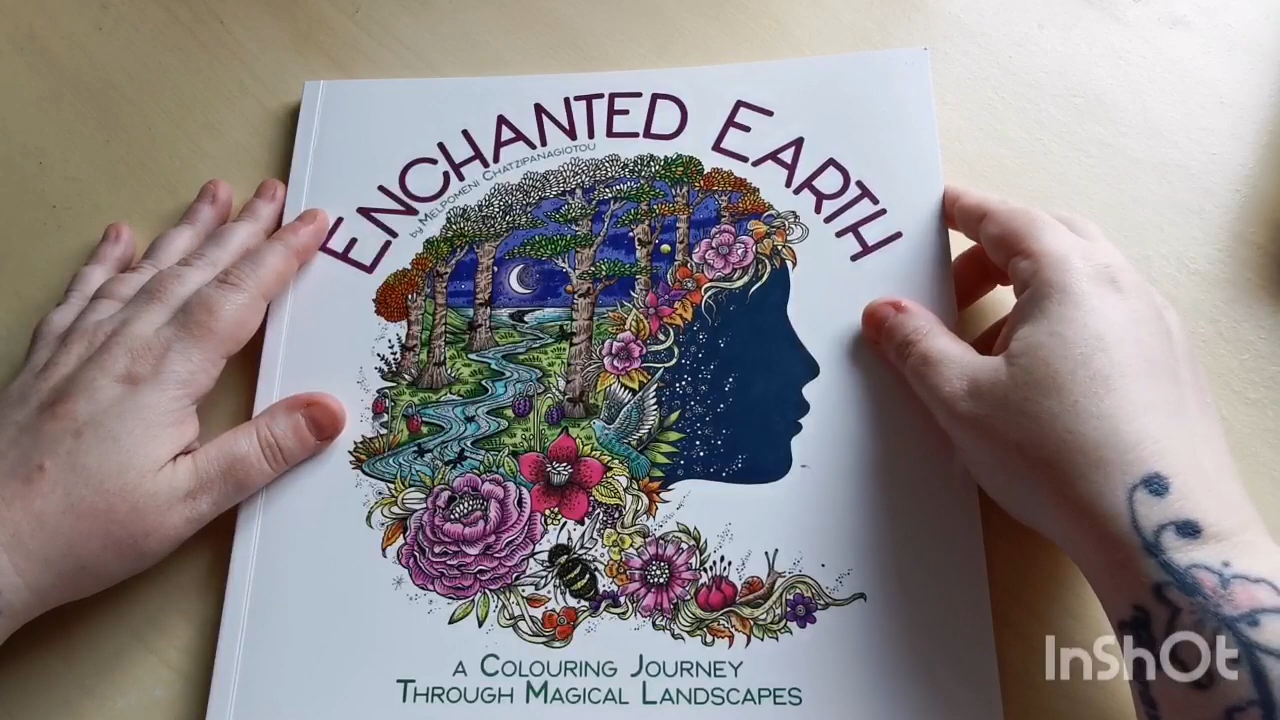 ENCHANTED EARTH
by MELPOMENI CHATZIPANAGIOTOU
A COLOURING JOURNEY
THROUGH MAGICAL LANDSCAPES
InShOt